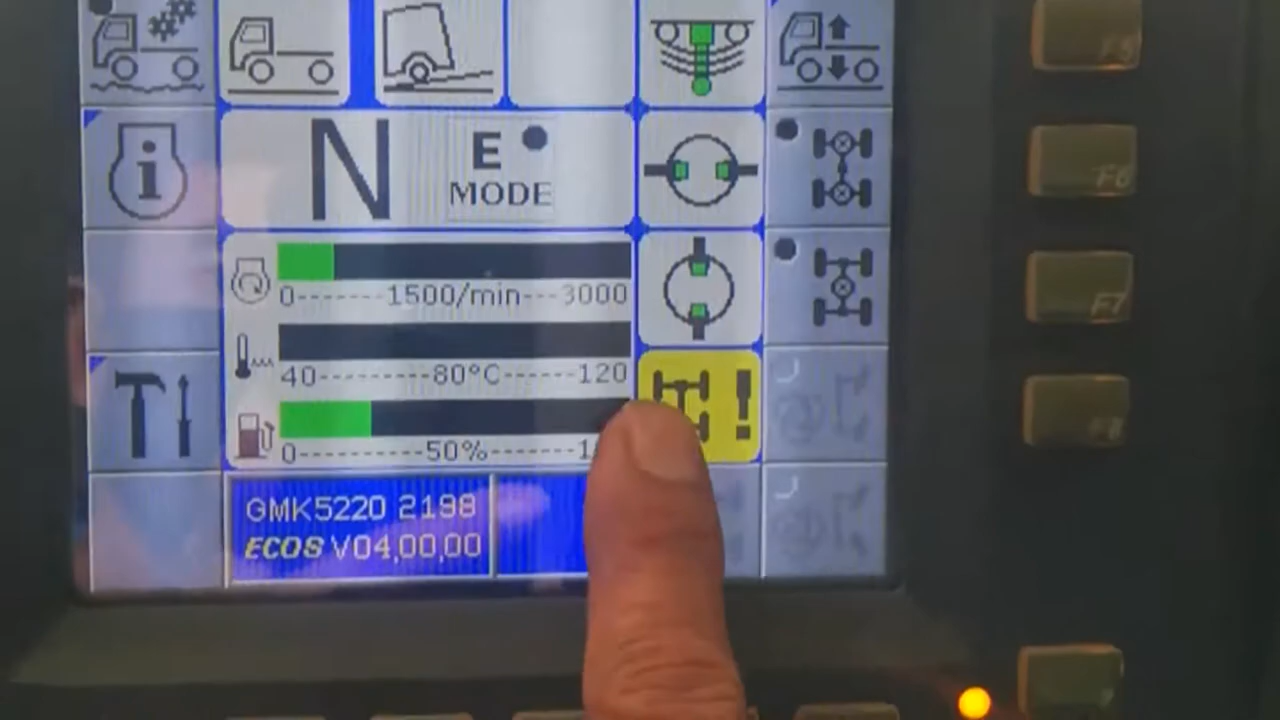 F5
N E
MODE
F6
i
0-------1500/min---3000
F7
40---------80°C------120
!
0----------50%-------1
F8
GMK5220 2198
ECOS V04,00,00